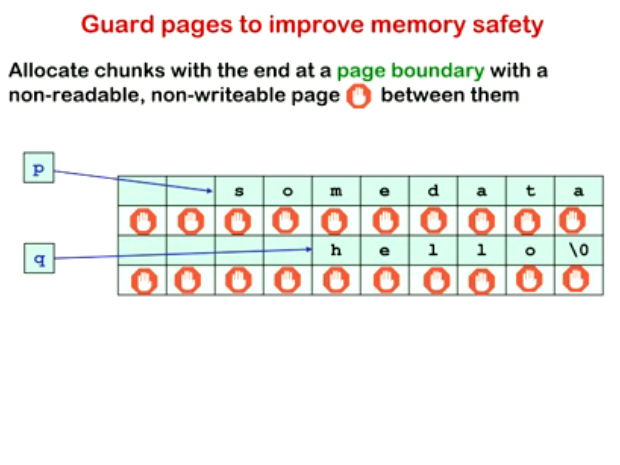 Guard pages to improve memory safety
Allocate chunks with the end at a page boundary with a
non-readable, non-writeable page between them
p
s o m e d a t a
q
h e l l o \0